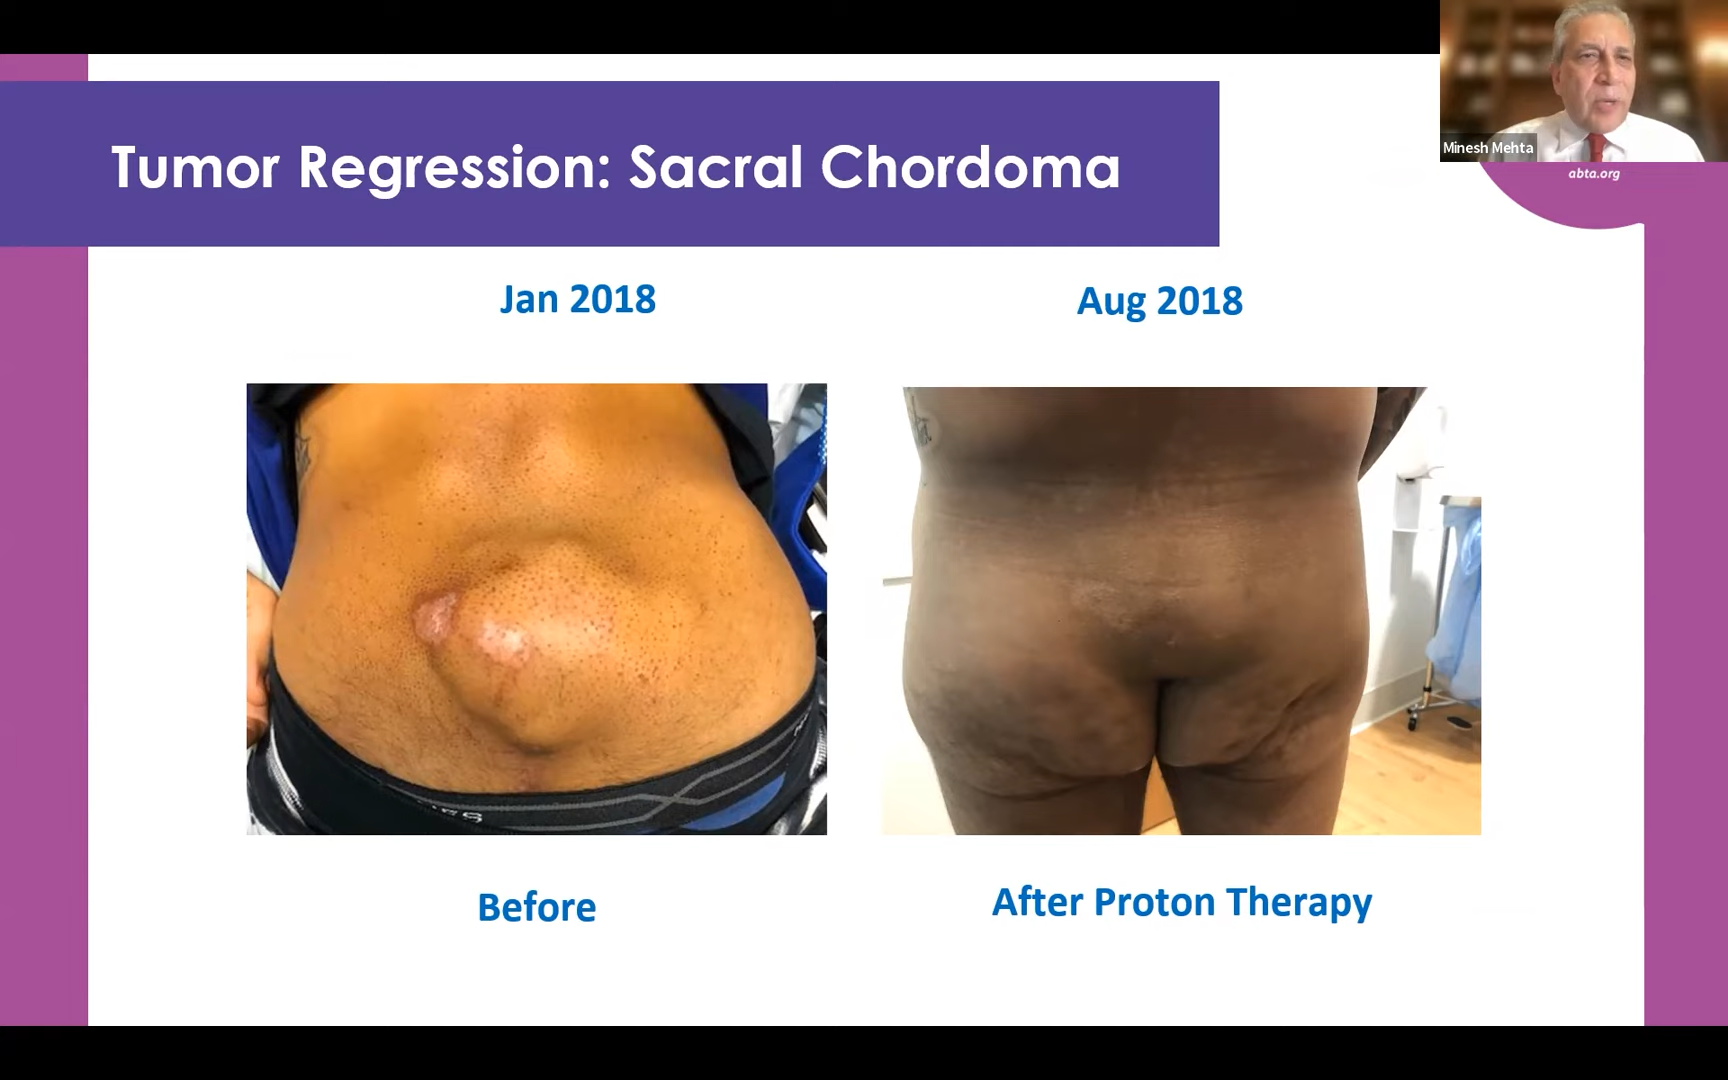 Minesh Mehta
abta.org
Tumor Regression: Sacral Chordoma
Jan 2018
Aug 2018
Before
After Proton Therapy